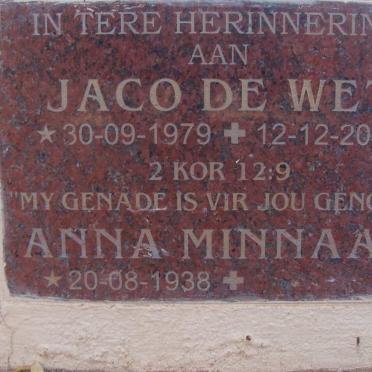 IN TERE HERINNERIN
AAN
JACO DE WE
★ 30-09-1979 ✚ 12-12-20
2 KOR 12:9
"MY GENADE IS VIR JOU GENO
ANNA MINNAA
★ 20-08-1938 ✚